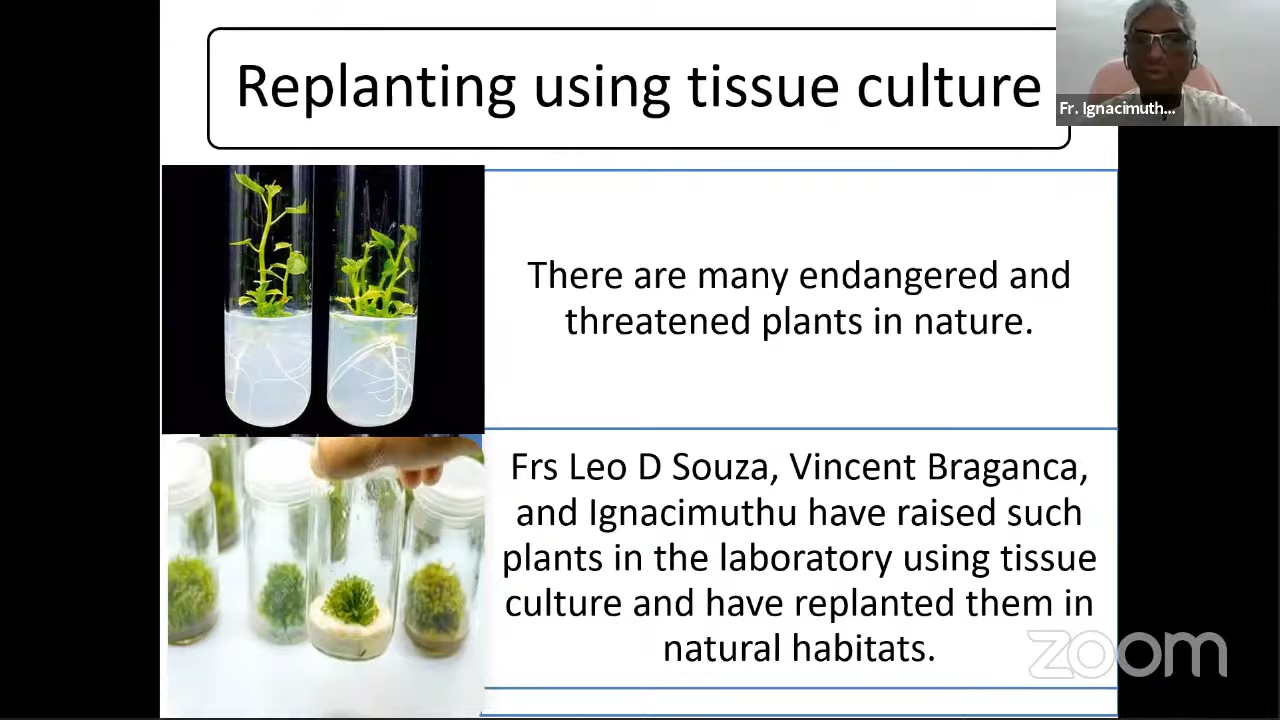 Replanting using tissue culture
Fr. Ignacimuth...
There are many endangered and
threatened plants in nature.
Frs Leo D Souza, Vincent Braganca,
and Ignacimuthu have raised such
plants in the laboratory using tissue
culture and have replanted them in
natural habitats.
zoom